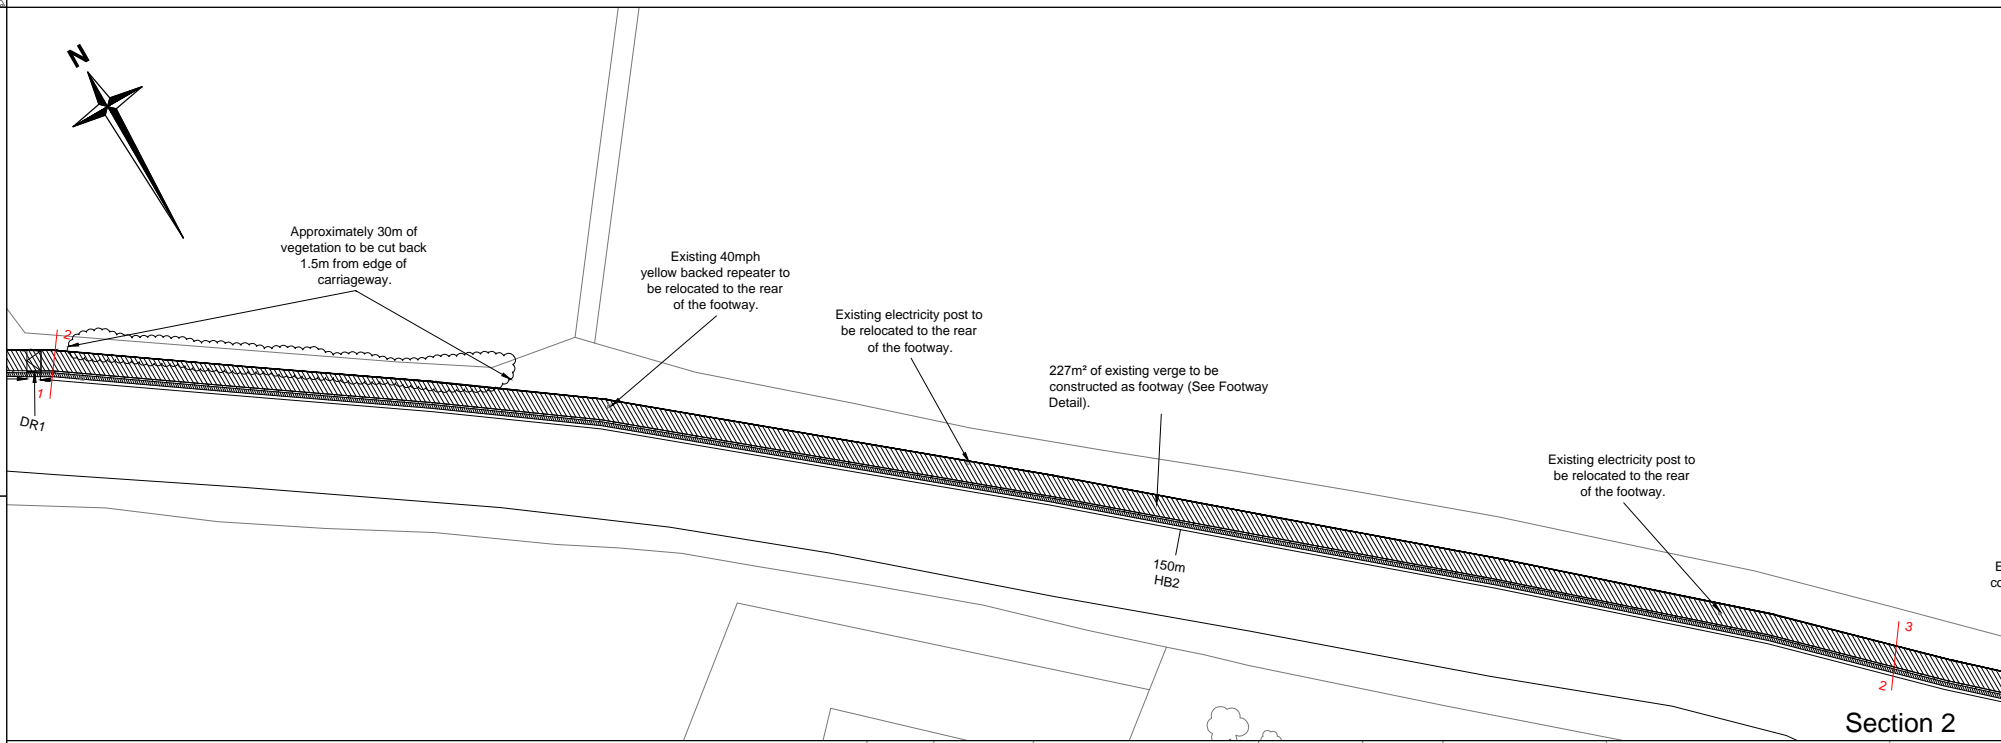 N
Approximately 30m of
vegetation to be cut back
1.5m from edge of
carriageway.
Existing 40mph
yellow backed repeater to
be relocated to the rear
of the footway.
Existing electricity post to
be relocated to the rear
of the footway.
227m² of existing verge to be
constructed as footway (See Footway
Detail).
Existing electricity post to
be relocated to the rear
of the footway.
2
1
DR1
150m
HB2
E
co
3
2
Section 2